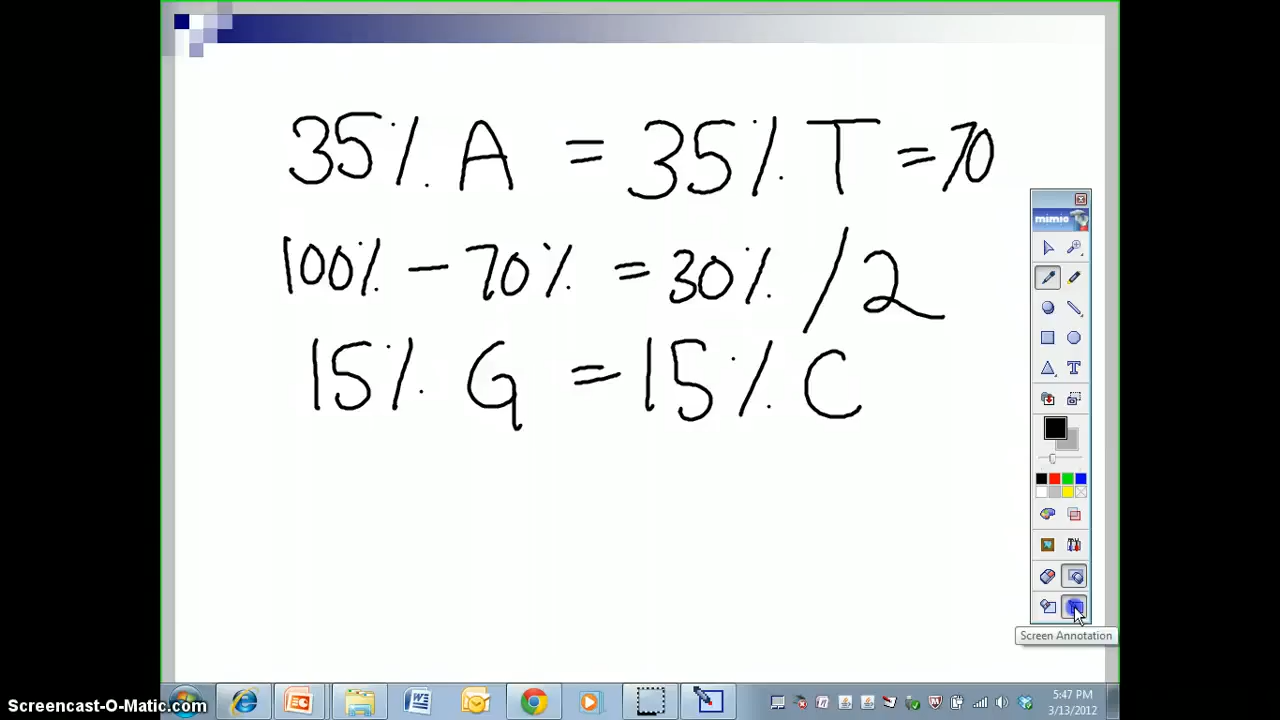 35% A = 35% T = 70
100% - 70% = 30% / 2
15% G = 15% C
mimio
T
Screen Annotation
Screencast-O-Matic.com
5:47 PM
3/13/2012